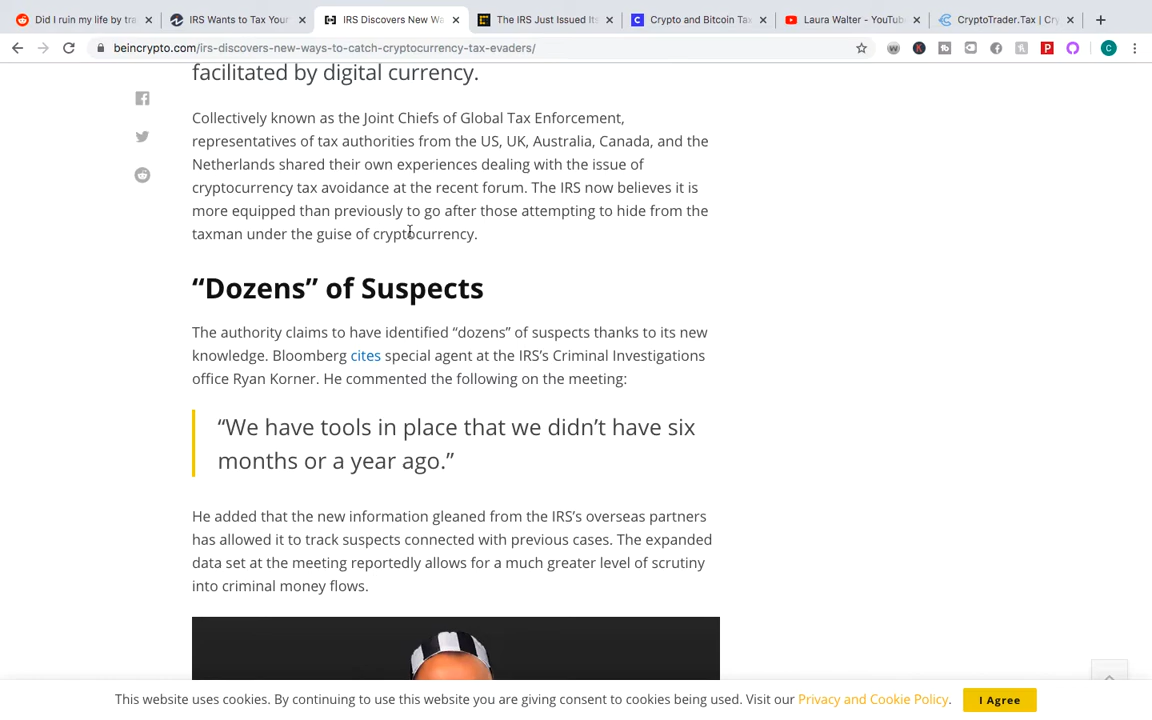 Did I ruin my life by tra
IRS Wants to Tax Your
IRS Discovers New Wa
The IRS Just Issued Its
Crypto and Bitcoin Tax
Laura Walter - YouTube
CryptoTrader.Tax | Cry
beincrypto.com/irs-discovers-new-ways-to-catch-cryptocurrency-tax-evaders/
facilitated by digital currency.
Collectively known as the Joint Chiefs of Global Tax Enforcement,
representatives of tax authorities from the US, UK, Australia, Canada, and the
Netherlands shared their own experiences dealing with the issue of
cryptocurrency tax avoidance at the recent forum. The IRS now believes it is
more equipped than previously to go after those attempting to hide from the
taxman under the guise of cryptocurrency.
“Dozens” of Suspects
The authority claims to have identified “dozens” of suspects thanks to its new
knowledge. Bloomberg cites special agent at the IRS’s Criminal Investigations
office Ryan Korner. He commented the following on the meeting:
“We have tools in place that we didn’t have six
months or a year ago.”
He added that the new information gleaned from the IRS’s overseas partners
has allowed it to track suspects connected with previous cases. The expanded
data set at the meeting reportedly allows for a much greater level of scrutiny
into criminal money flows.
This website uses cookies. By continuing to use this website you are giving consent to cookies being used. Visit our Privacy and Cookie Policy.
I Agree